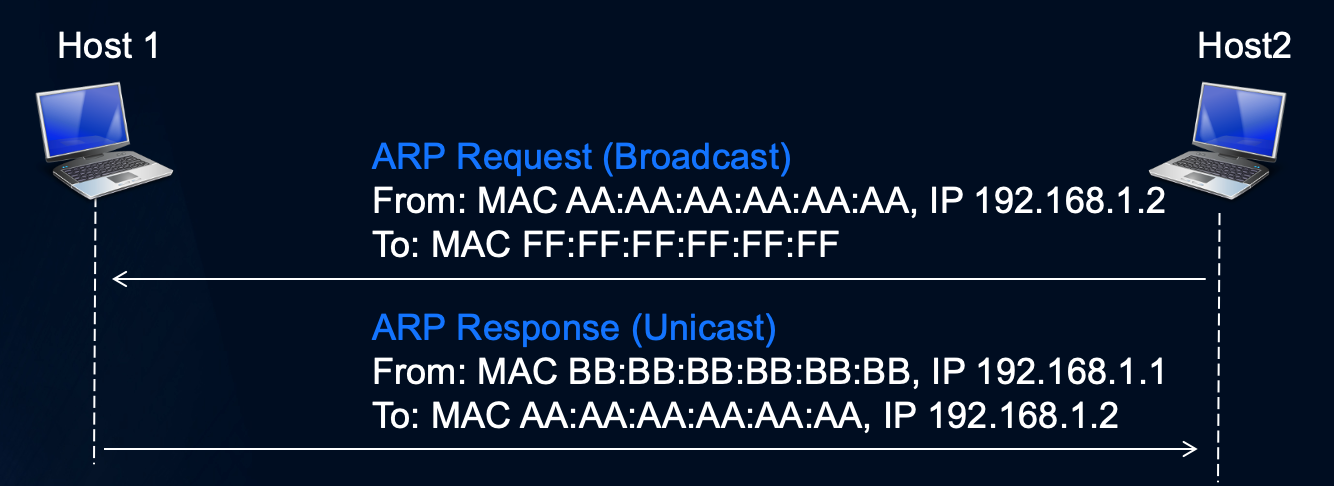 Host 1
Host2
ARP Request (Broadcast)
From: MAC AA:AA:AA:AA:AA:AA, IP 192.168.1.2
To: MAC FF:FF:FF:FF:FF:FF
ARP Response (Unicast)
From: MAC BB:BB:BB:BB:BB:BB, IP 192.168.1.1
To: MAC AA:AA:AA:AA:AA:AA, IP 192.168.1.2